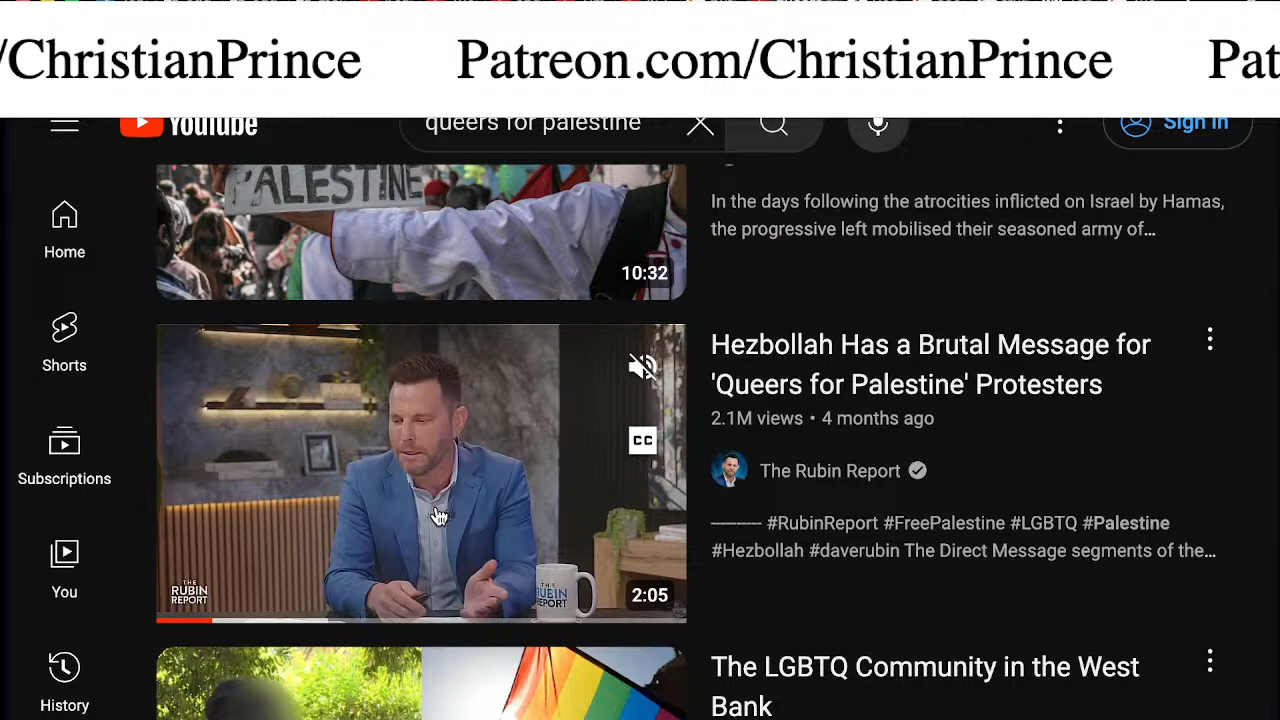 /ChristianPrince Patreon.com/ChristianPrince Pat
YouTube queers for palestine Sign in
PALESTINE
In the days following the atrocities inflicted on Israel by Hamas,
the progressive left mobilised their seasoned army of…
10:32
Home
Shorts
Subscriptions
You
History
CC
THE
RUBIN
REPORT
THE
RUBIN
REPORT
2:05
Hezbollah Has a Brutal Message for
'Queers for Palestine' Protesters
2.1M views • 4 months ago
The Rubin Report
---------- #RubinReport #FreePalestine #LGBTQ #Palestine
#Hezbollah #daverubin The Direct Message segments of the…
The LGBTQ Community in the West
Bank